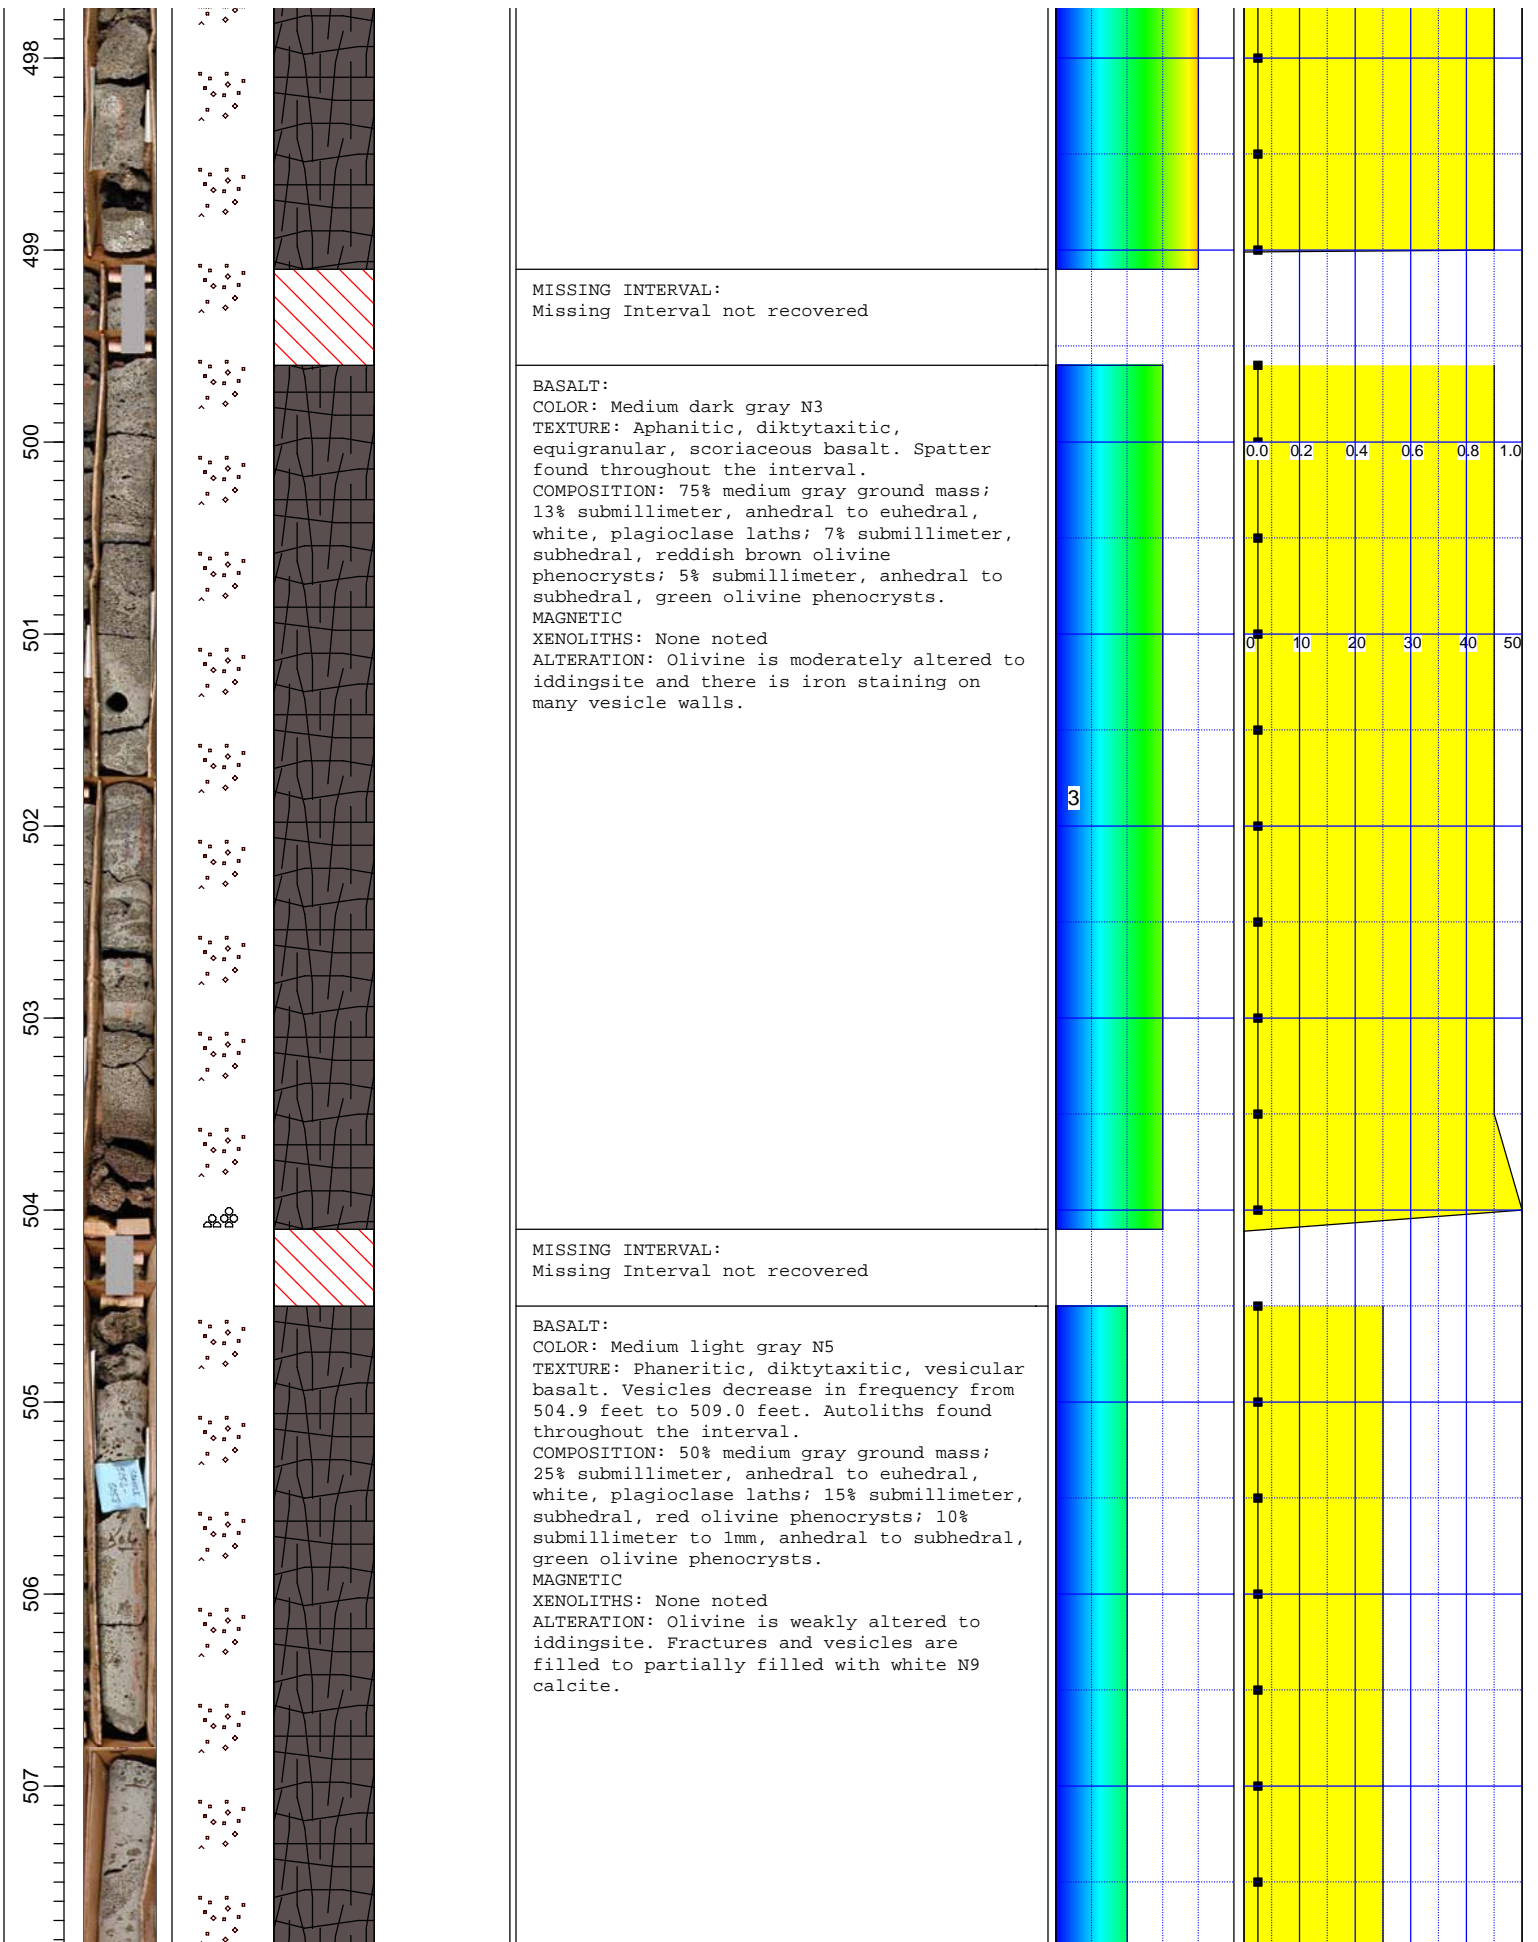 498
499
MISSING INTERVAL:
Missing Interval not recovered
BASALT:
COLOR: Medium dark gray N3
TEXTURE: Aphanitic, diktytaxitic,
equigranular, scoriaceous basalt. Spatter
found throughout the interval.
COMPOSITION: 75% medium gray ground mass;
13% submillimeter, anhedral to euhedral,
white, plagioclase laths; 7% submillimeter,
subhedral, reddish brown olivine
phenocrysts; 5% submillimeter, anhedral to
subhedral, green olivine phenocrysts.
MAGNETIC
XENOLITHS: None noted
ALTERATION: Olivine is moderately altered to
iddingsite and there is iron staining on
many vesicle walls.
500
0.0 0.2 0.4 0.6 0.8 1.0
501
0 10 20 30 40 50
3
502
503
504
MISSING INTERVAL:
Missing Interval not recovered
BASALT:
COLOR: Medium light gray N5
TEXTURE: Phaneritic, diktytaxitic, vesicular
basalt. Vesicles decrease in frequency from
504.9 feet to 509.0 feet. Autoliths found
throughout the interval.
COMPOSITION: 50% medium gray ground mass;
25% submillimeter, anhedral to euhedral,
white, plagioclase laths; 15% submillimeter,
subhedral, red olivine phenocrysts; 10%
submillimeter to 1mm, anhedral to subhedral,
green olivine phenocrysts.
MAGNETIC
XENOLITHS: None noted
ALTERATION: Olivine is weakly altered to
iddingsite. Fractures and vesicles are
filled to partially filled with white N9
calcite.
505
506
507